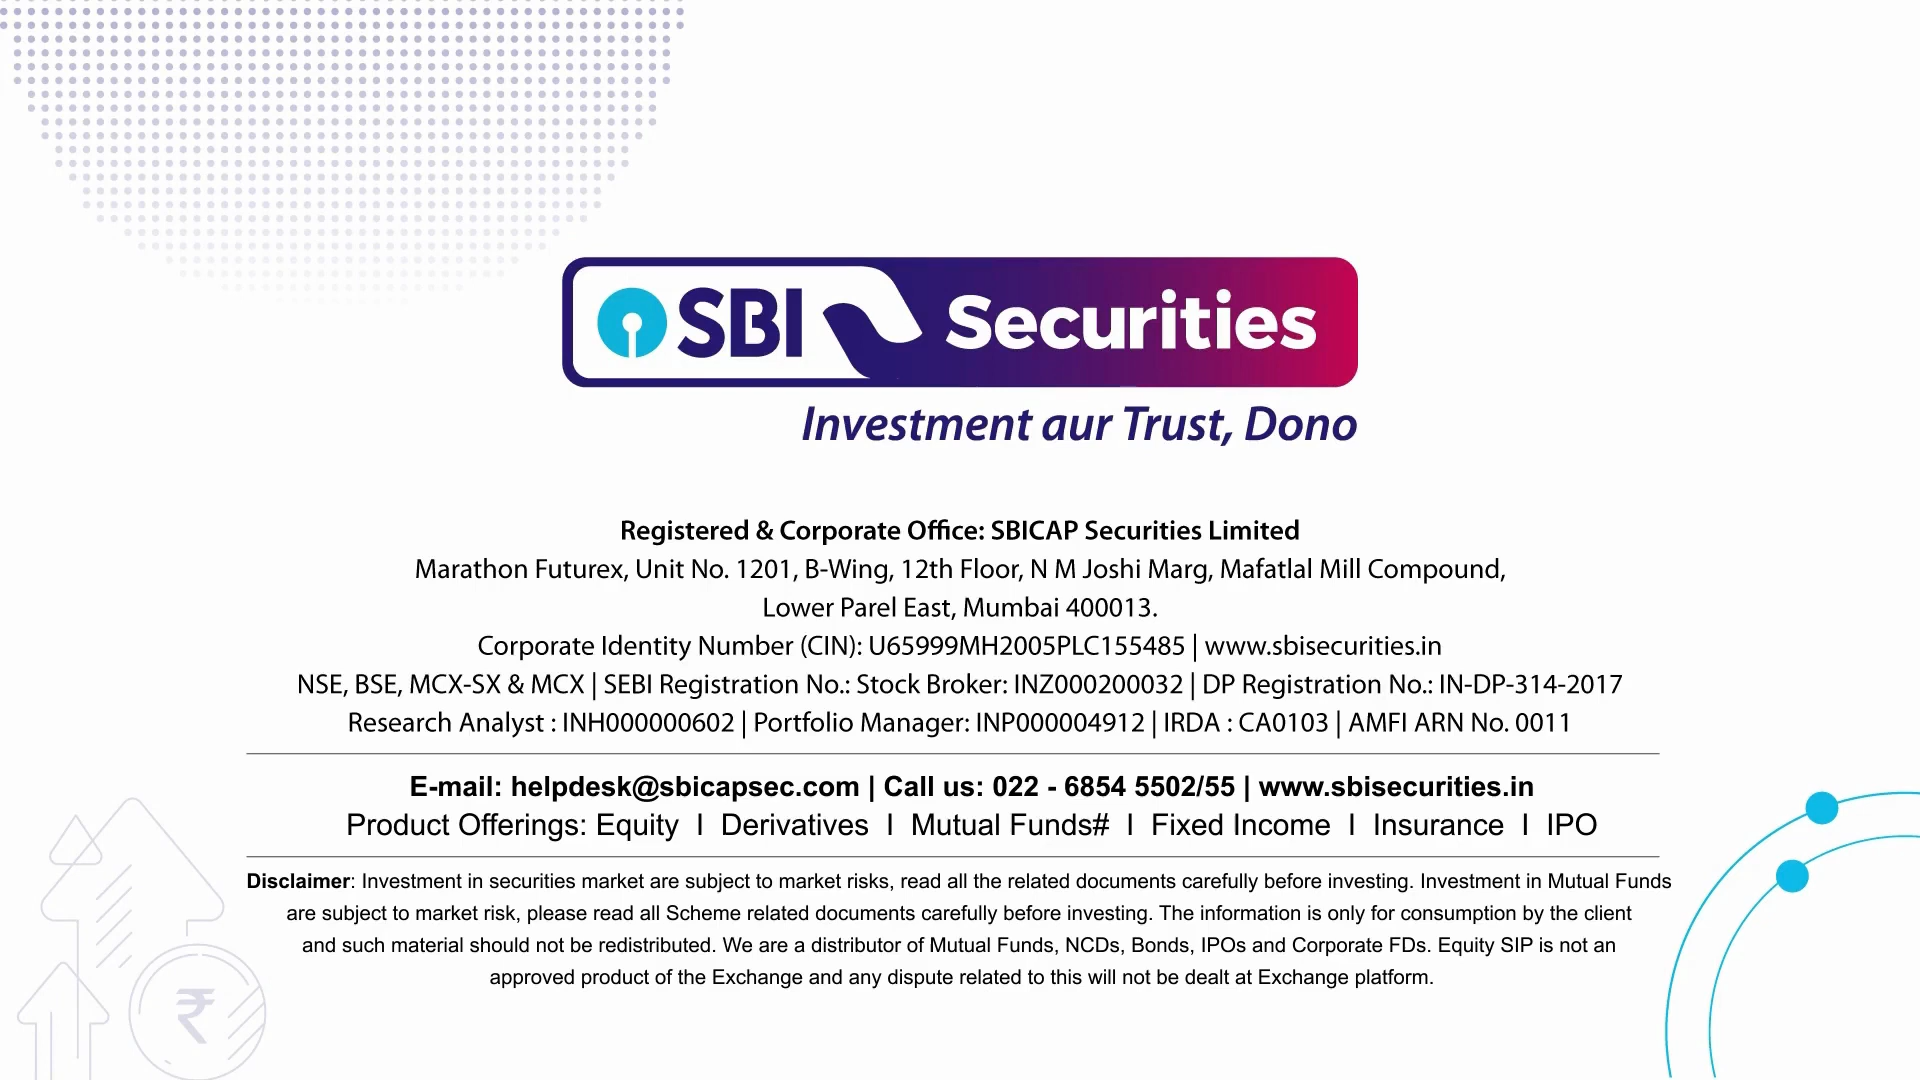 SBI Securities
Investment aur Trust, Dono
Registered & Corporate Office: SBICAP Securities Limited
Marathon Futurex, Unit No. 1201, B-Wing, 12th Floor, N M Joshi Marg, Mafatlal Mill Compound,
Lower Parel East, Mumbai 400013.
Corporate Identity Number (CIN): U65999MH2005PLC155485 | www.sbisecurities.in
NSE, BSE, MCX-SX & MCX | SEBI Registration No.: Stock Broker: INZ000200032 | DP Registration No.: IN-DP-314-2017
Research Analyst : INH000000602 | Portfolio Manager: INP000004912 | IRDA : CA0103 | AMFI ARN No. 0011
E-mail: helpdesk@sbicapsec.com | Call us: 022 - 6854 5502/55 | www.sbisecurities.in
Product Offerings: Equity I Derivatives I Mutual Funds# I Fixed Income I Insurance I IPO
Disclaimer: Investment in securities market are subject to market risks, read all the related documents carefully before investing. Investment in Mutual Funds
are subject to market risk, please read all Scheme related documents carefully before investing. The information is only for consumption by the client
and such material should not be redistributed. We are a distributor of Mutual Funds, NCDs, Bonds, IPOs and Corporate FDs. Equity SIP is not an
approved product of the Exchange and any dispute related to this will not be dealt at Exchange platform.
₹